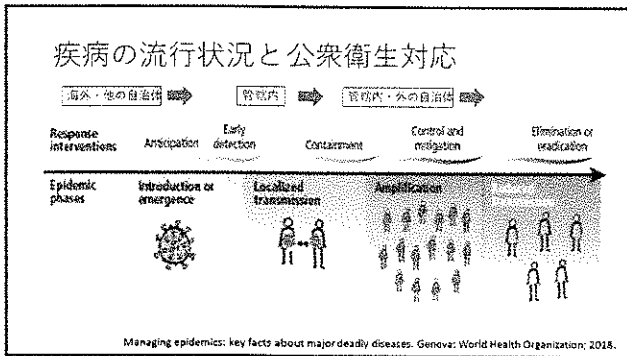 疾病の流行状況と公衆衛生対応
海外・他の自治体
管轄内
管轄内・外の自治体
Response interventions
Anticipation
Early detection
Containment
Control and mitigation
Elimination or eradication
Epidemic phases
Introduction or emergence
Localized transmission
Amplification
Managing epidemics: key facts about major deadly diseases. Geneva: World Health Organization; 2018.